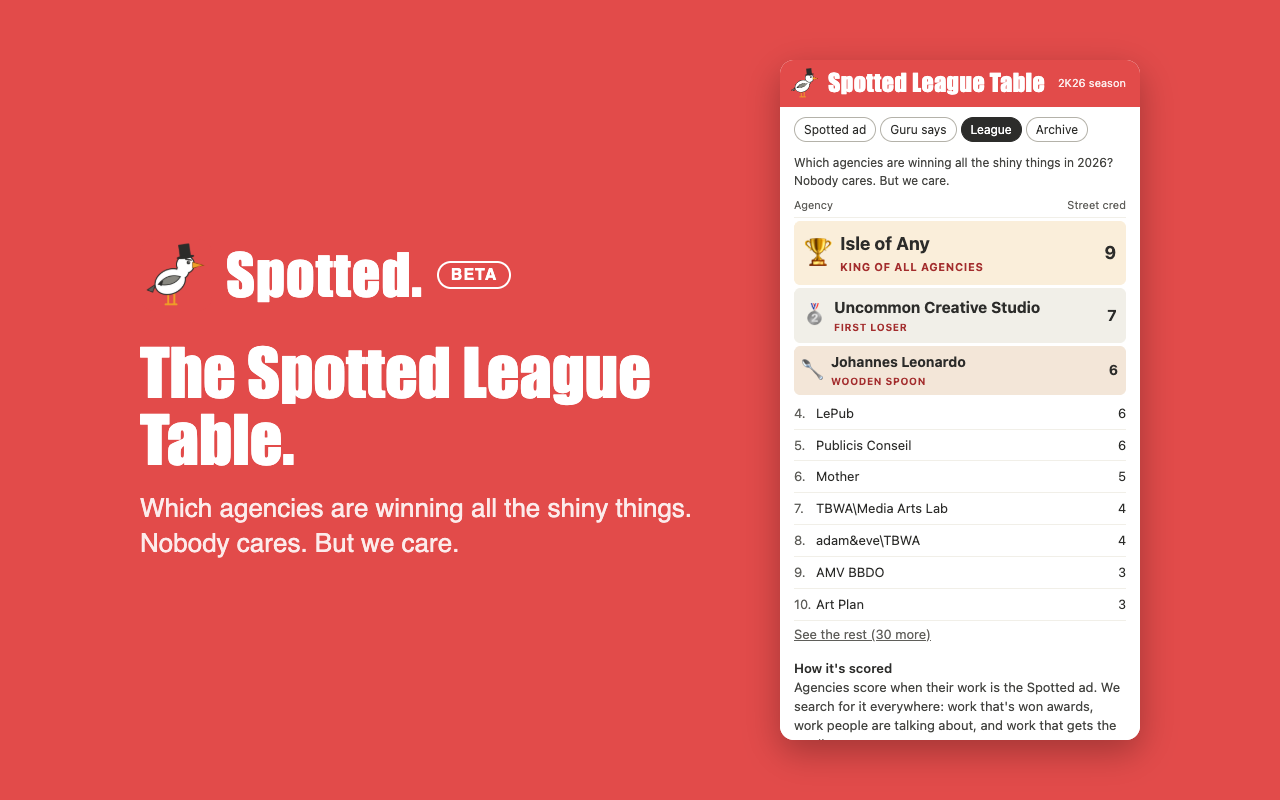 Spotted.
BETA
The Spotted League
Table.
Which agencies are winning all the shiny things.
Nobody cares. But we care.
Spotted League Table
2K26 season
Spotted ad
Guru says
League
Archive
Which agencies are winning all the shiny things in 2026?
Nobody cares. But we care.
Agency
Street cred
Isle of Any
KING OF ALL AGENCIES
9
2
Uncommon Creative Studio
FIRST LOSER
7
Johannes Leonardo
WOODEN SPOON
6
4. LePub 6
5. Publicis Conseil 6
6. Mother 5
7. TBWA\Media Arts Lab 4
8. adam&eve\TBWA 4
9. AMV BBDO 3
10. Art Plan 3
See the rest (30 more)
How it's scored
Agencies score when their work is the Spotted ad. We
search for it everywhere: work that's won awards,
work people are talking about, and work that gets the